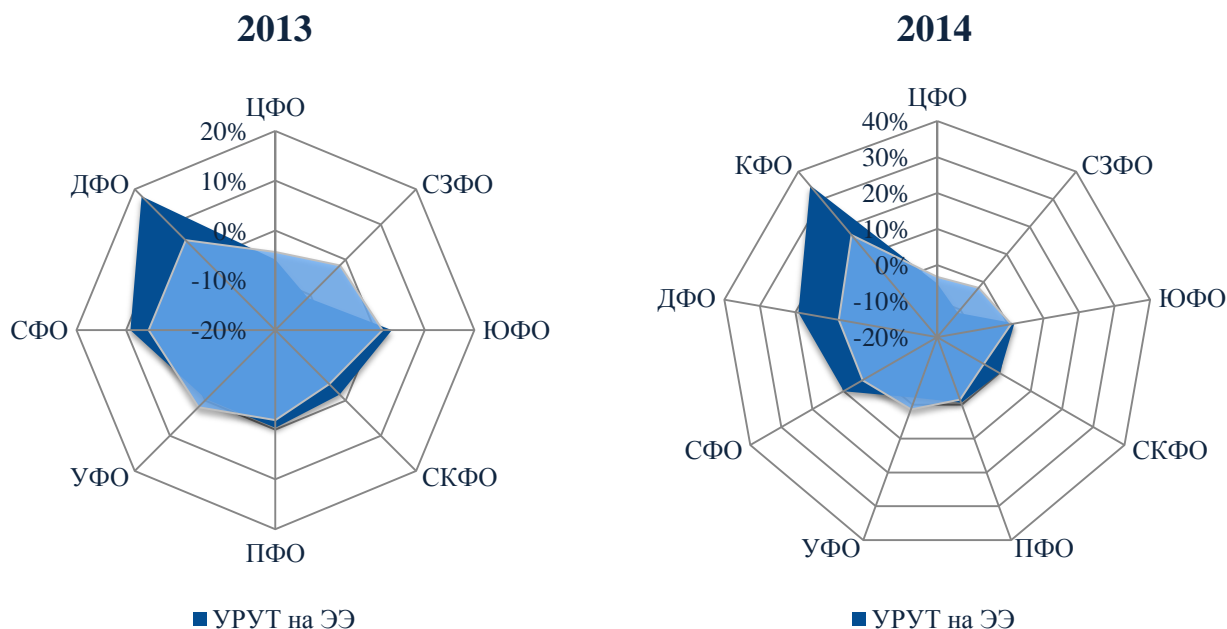 2013
ЦФО
20%
10%
0%
-10%
-20%
СЗФО
ЮФО
СКФО
ПФО
УФО
СФО
ДФО
УРУТ на ЭЭ
2014
ЦФО
40%
30%
20%
10%
0%
-10%
-20%
СЗФО
ЮФО
СКФО
ПФО
УФО
СФО
ДФО
КФО
УРУТ на ЭЭ